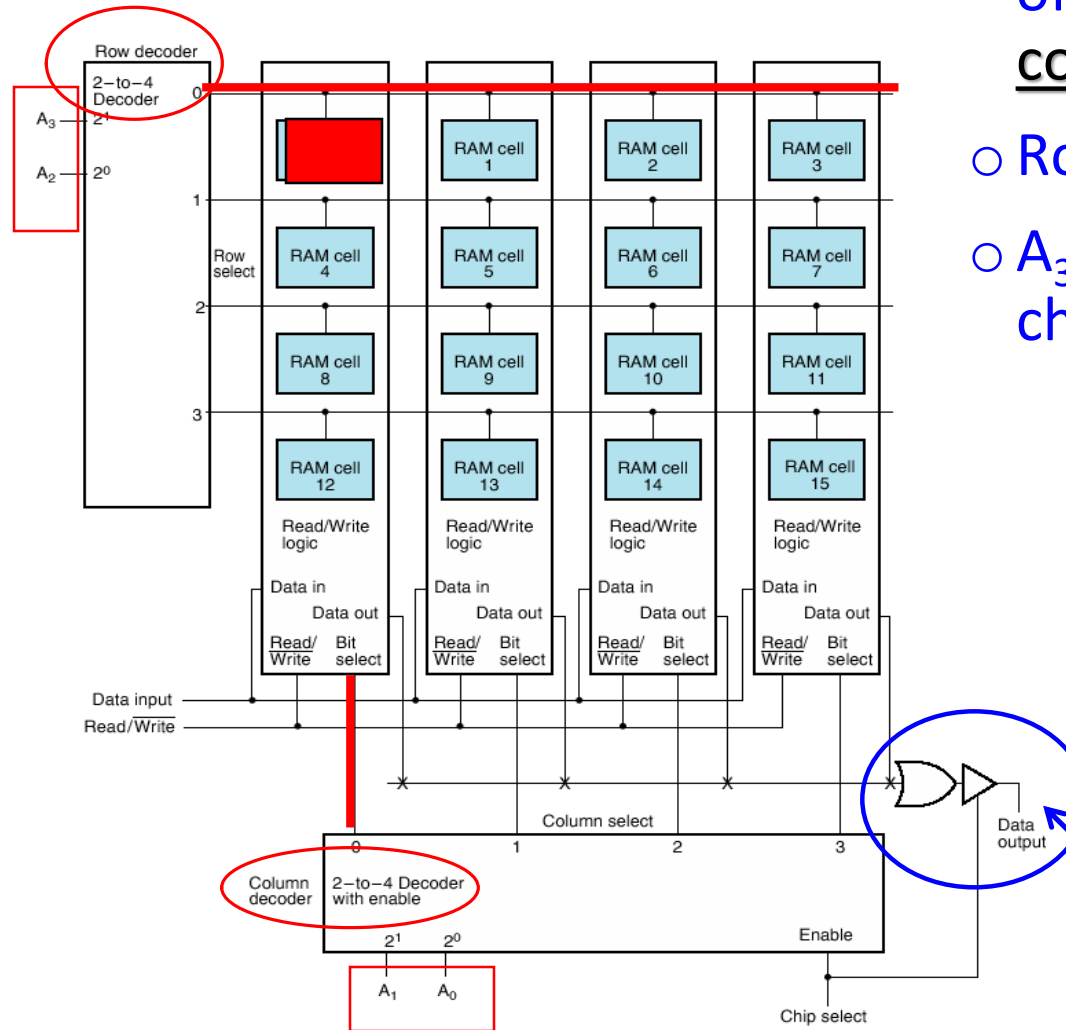 Row decoder
2−to−4
Decoder
A₃ 2¹
A₂ 2⁰
0
1
2
3
Row
select
RAM cell
1
RAM cell
2
RAM cell
3
RAM cell
4
RAM cell
5
RAM cell
6
RAM cell
7
RAM cell
8
RAM cell
9
RAM cell
10
RAM cell
11
RAM cell
12
RAM cell
13
RAM cell
14
RAM cell
15
Read/Write
logic
Read/Write
logic
Read/Write
logic
Read/Write
logic
Data in
Data in
Data in
Data in
Data out
Data out
Data out
Data out
Read/ Bit
Write select
Read/ Bit
Write select
Read/ Bit
Write select
Read/ Bit
Write select
Data input
Read/Write
X X X X
Data
output
Column select
0 1 2 3
Column
decoder
2−to−4 Decoder
with enable
2¹ 2⁰
Enable
A₁ A₀
Chip select
co
○ Ro
○ A₃
ch